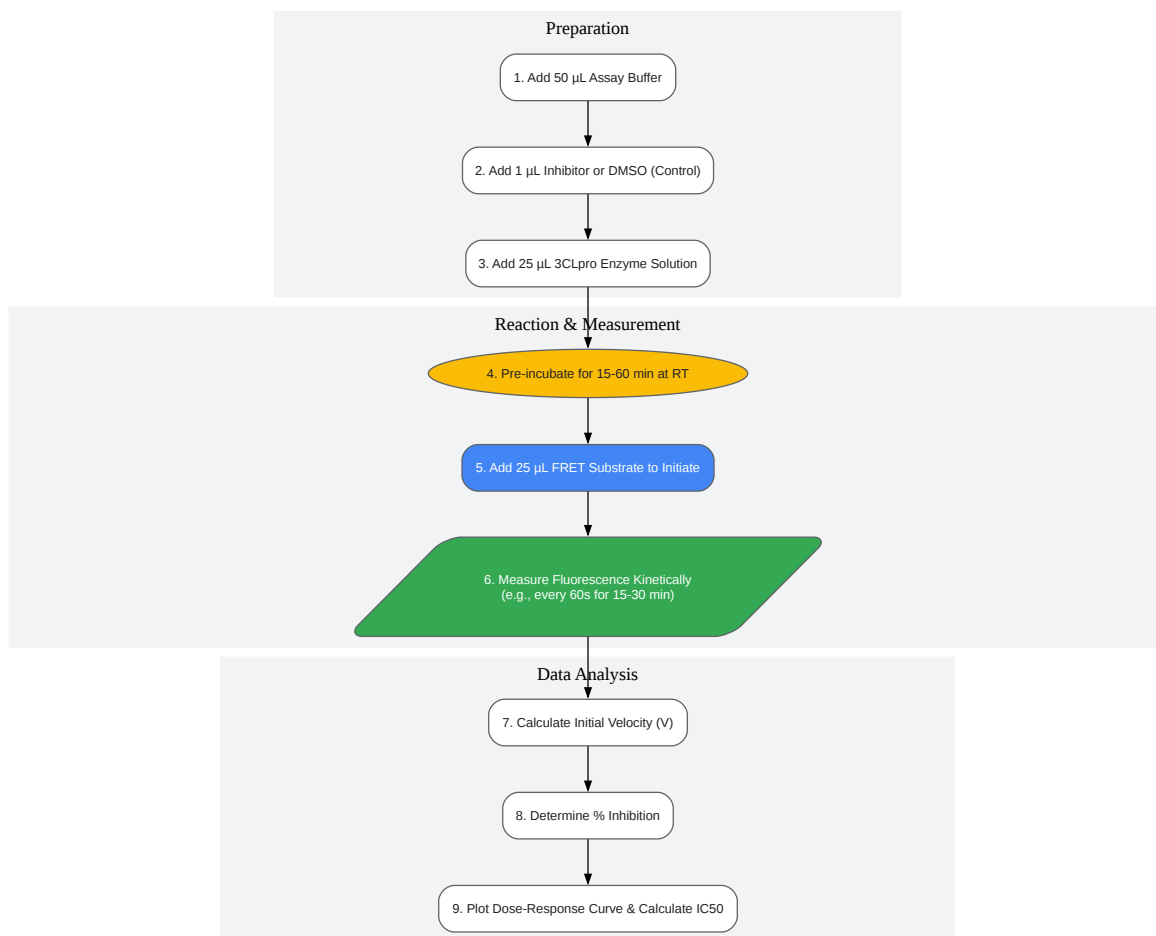 Preparation
1. Add 50 µL Assay Buffer
2. Add 1 µL Inhibitor or DMSO (Control)
3. Add 25 µL 3CLpro Enzyme Solution
Reaction & Measurement
4. Pre-incubate for 15-60 min at RT
5. Add 25 µL FRET Substrate to Initiate
6. Measure Fluorescence Kinetically
(e.g., every 60s for 15-30 min)
Data Analysis
7. Calculate Initial Velocity (V)
8. Determine % Inhibition
9. Plot Dose-Response Curve & Calculate IC50